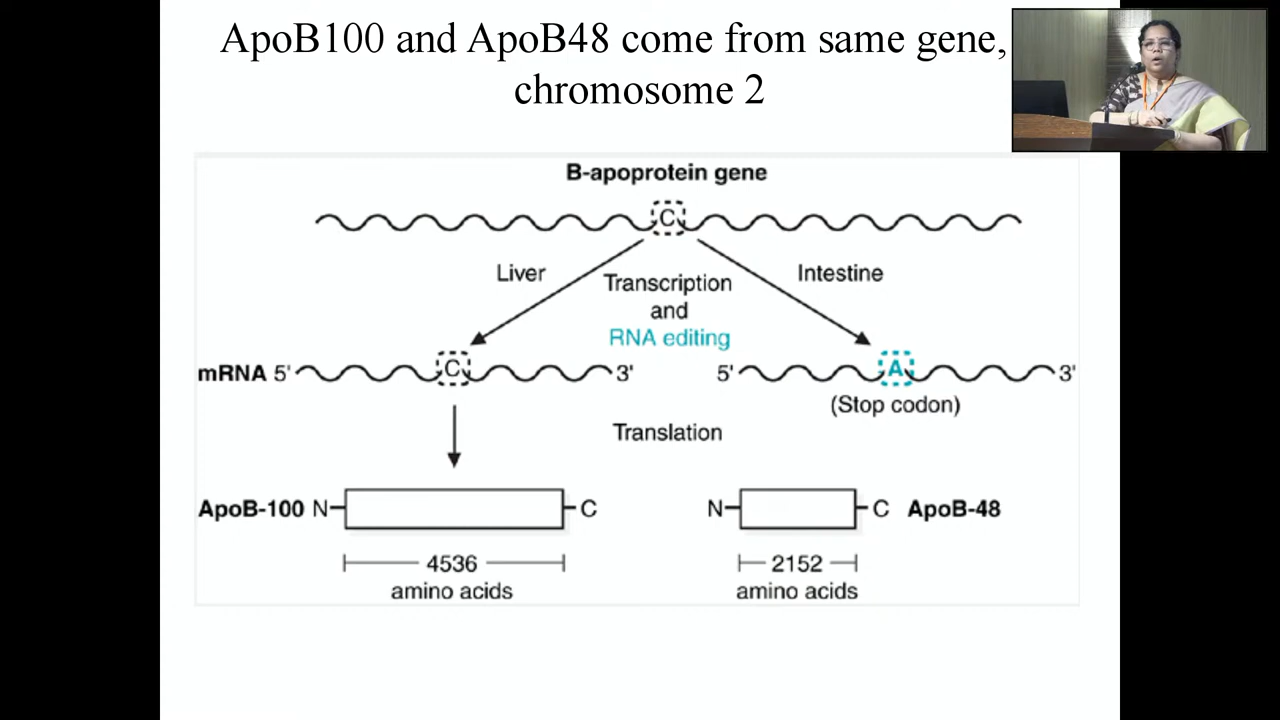 ApoB100 and ApoB48 come from same gene,
chromosome 2
B-apoprotein gene
C
Liver
Transcription
and
RNA editing
Intestine
mRNA 5' C 3'
5' A 3'
(Stop codon)
Translation
ApoB-100 N C
N C ApoB-48
4536
amino acids
2152
amino acids